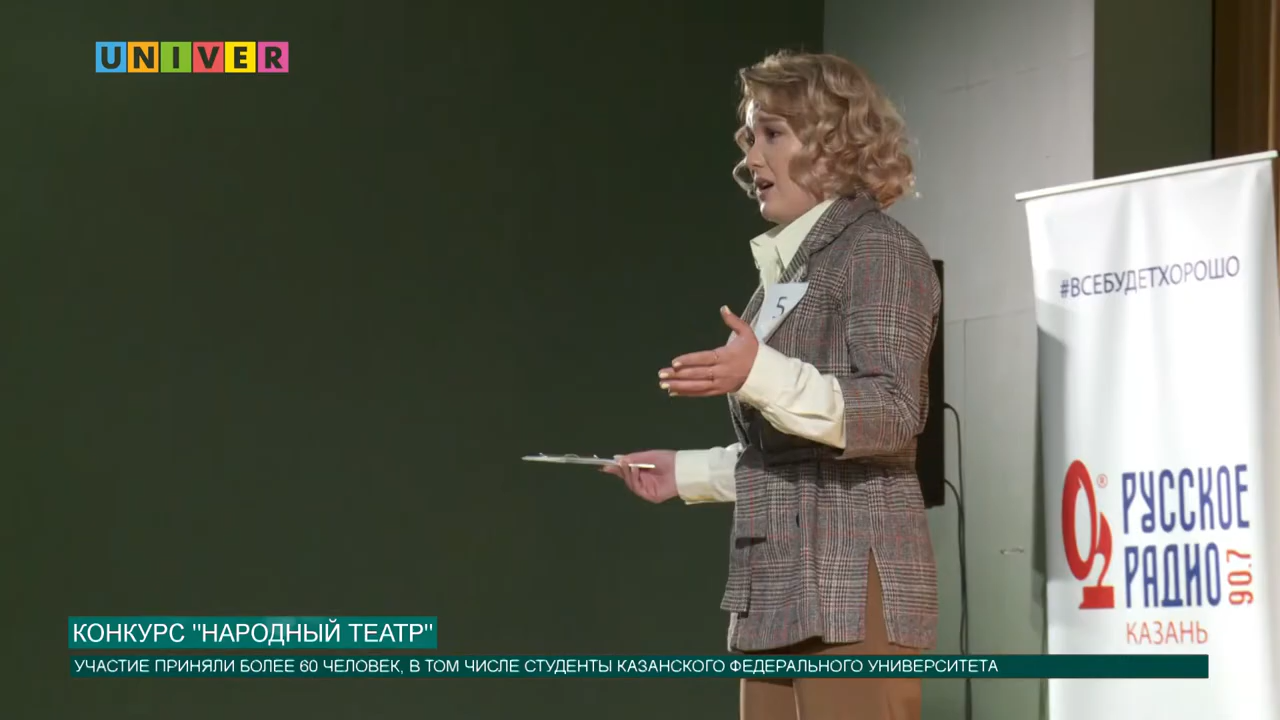 UNIVER
5
#ВСЕБУДЕТХОРОШО
РУССКОЕ
РАДИО
90.7
КАЗАНЬ
КОНКУРС "НАРОДНЫЙ ТЕАТР"
УЧАСТИЕ ПРИНЯЛИ БОЛЕЕ 60 ЧЕЛОВЕК, В ТОМ ЧИСЛЕ СТУДЕНТЫ КАЗАНСКОГО ФЕДЕРАЛЬНОГО УНИВЕРСИТЕТА